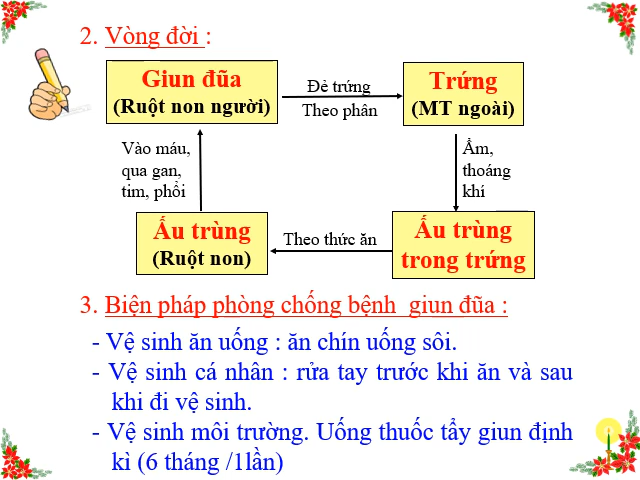 2. Vòng đời :
Giun đũa
(Ruột non người)
Đẻ trứng
Theo phân
Trứng
(MT ngoài)
Vào máu,
qua gan,
tim, phổi
Ẩm,
thoáng
khí
Ấu trùng
(Ruột non)
Theo thức ăn
Ấu trùng
trong trứng
3. Biện pháp phòng chống bệnh giun đũa :
- Vệ sinh ăn uống : ăn chín uống sôi.
- Vệ sinh cá nhân : rửa tay trước khi ăn và sau
khi đi vệ sinh.
- Vệ sinh môi trường. Uống thuốc tẩy giun định
kì (6 tháng /1lần)